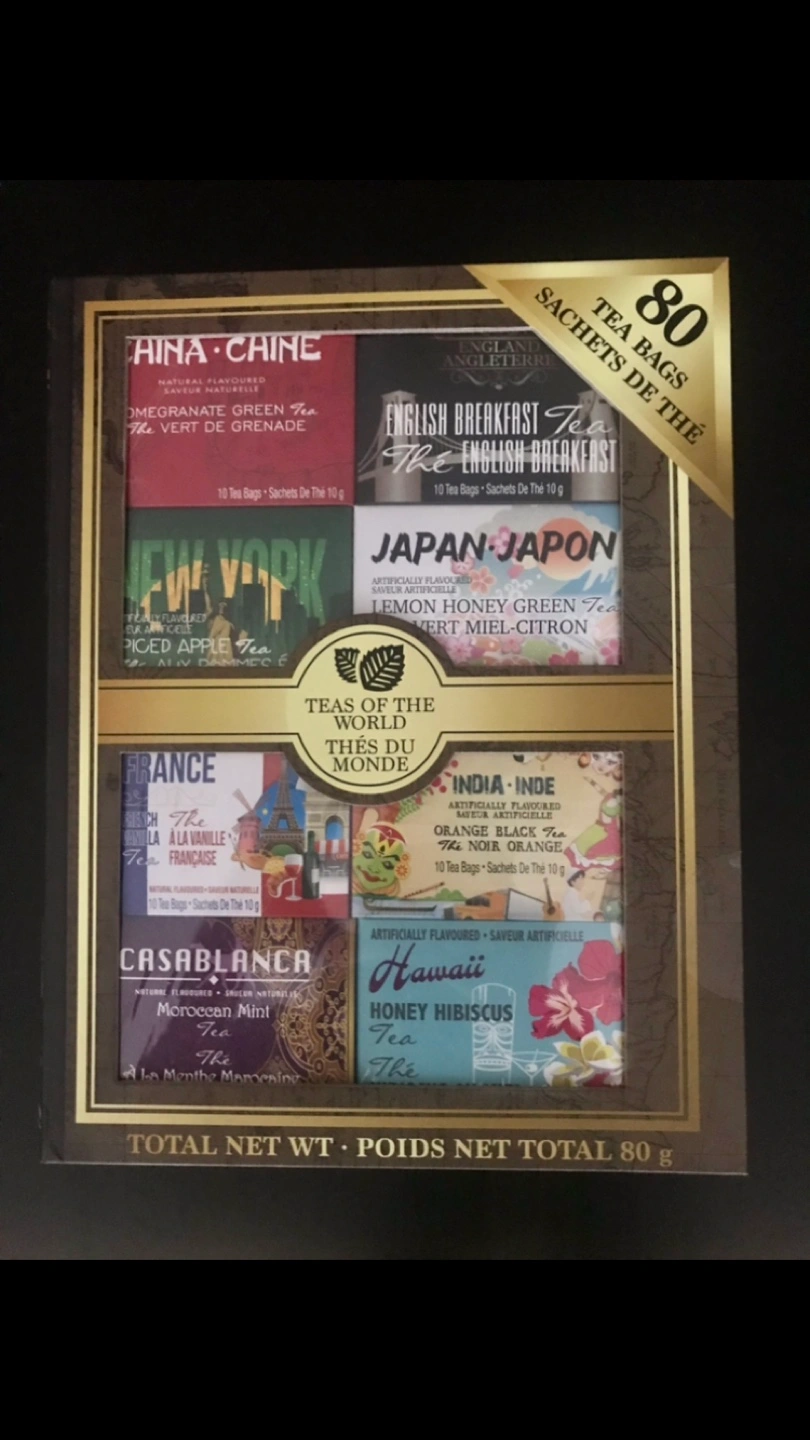 80
TEA BAGS
SACHETS DE THÉ
HINA · CHINE
NATURAL FLAVOURED
SAVEUR NATURELLE
OMEGRANATE GREEN Tea
Thé VERT DE GRENADE
10 Tea Bags • Sachets De Thé 10 g
ENGLAND
ANGLETERRE
ENGLISH BREAKFAST Tea
Thé ENGLISH BREAKFAST
10 Tea Bags • Sachets De Thé 10 g
NEW YORK
PICED APPLE Tea
AUX POMMES É
JAPAN · JAPON
ARTIFICIALLY FLAVOURED
SAVEUR ARTIFICIELLE
LEMON HONEY GREEN Tea
VERT MIEL-CITRON
TEAS OF THE
WORLD
THÉS DU
MONDE
FRANCE
Thé
À LA VANILLE
FRANÇAISE
Tea
NATURAL FLAVOURED • SAVEUR NATURELLE
10 Tea Bags • Sachets De Thé 10 g
INDIA · INDE
ARTIFICIALLY FLAVOURED
SAVEUR ARTIFICIELLE
ORANGE BLACK Tea
Thé NOIR ORANGE
10 Tea Bags • Sachets De Thé 10 g
CASABLANCA
NATURAL FLAVOURED • SAVEUR NATURELLE
Moroccan Mint
Tea
Thé
À La Menthe Marocaine
ARTIFICIALLY FLAVOURED • SAVEUR ARTIFICIELLE
Hawaii
HONEY HIBISCUS
Tea
Thé
TOTAL NET WT · POIDS NET TOTAL 80 g